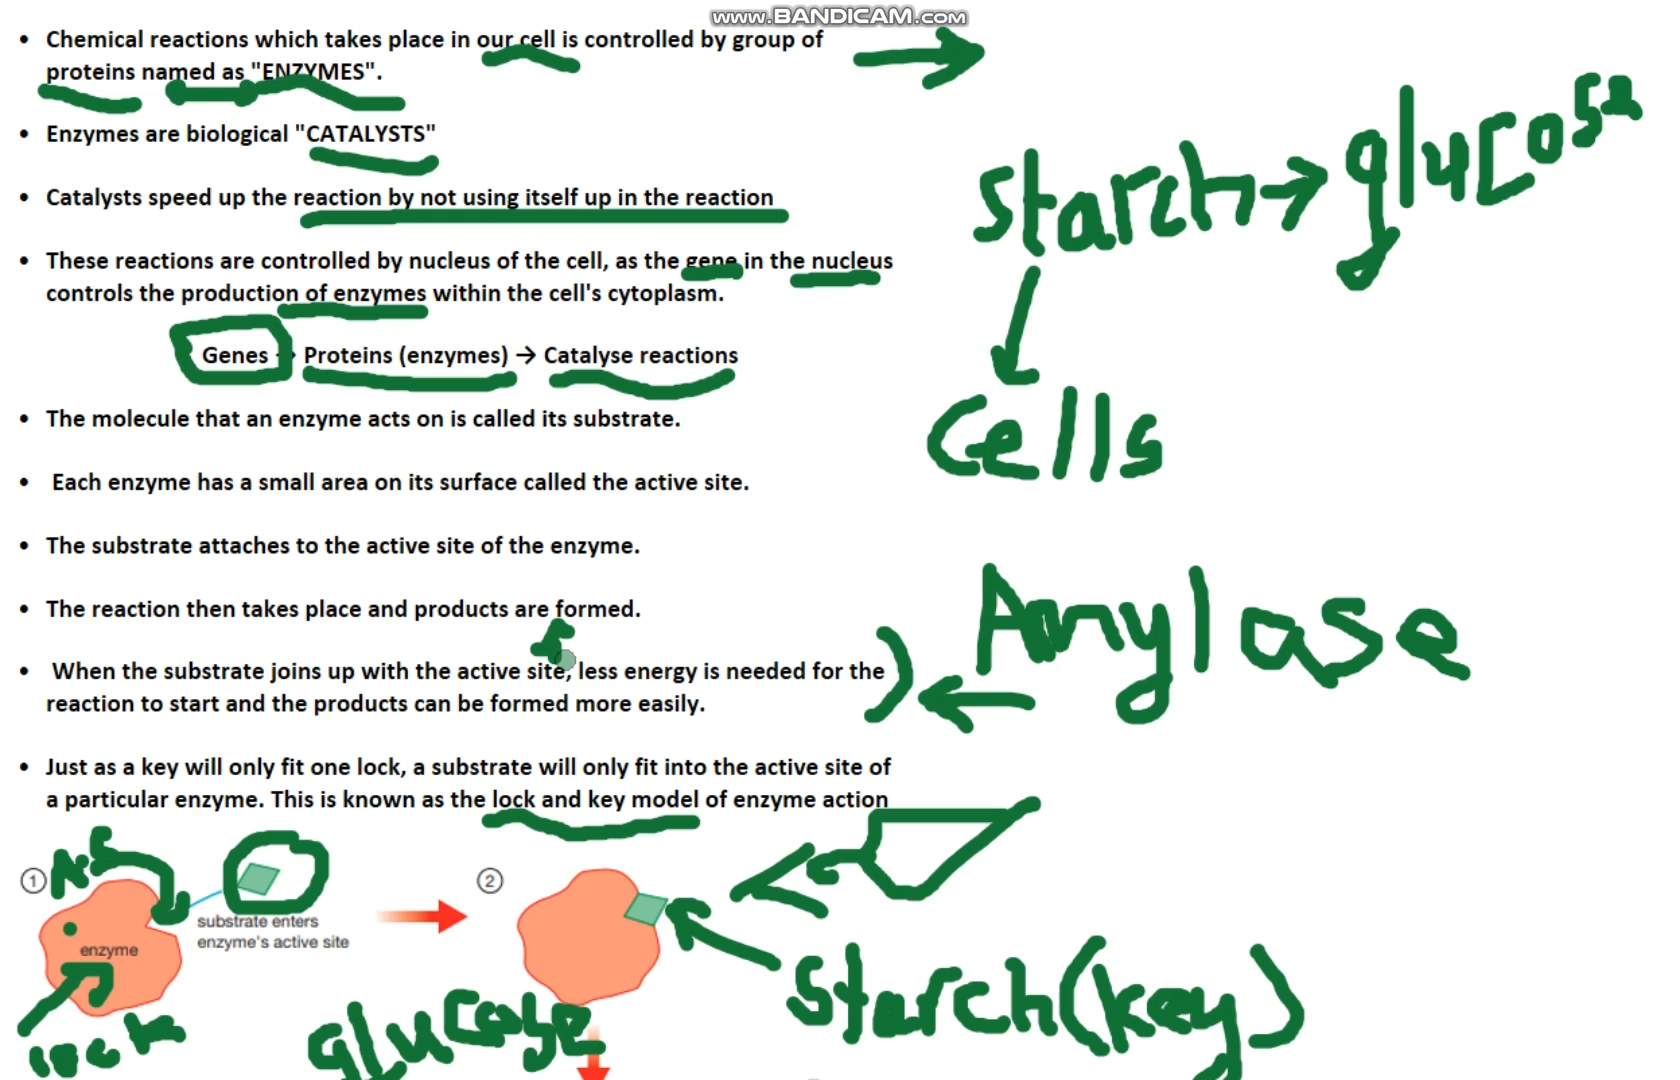 www.BANDICAM.com
• Chemical reactions which takes place in our cell is controlled by group of
proteins named as "ENZYMES".
• Enzymes are biological "CATALYSTS"
• Catalysts speed up the reaction by not using itself up in the reaction
starch → glucose
• These reactions are controlled by nucleus of the cell, as the gene in the nucleus
controls the production of enzymes within the cell's cytoplasm.
Genes → Proteins (enzymes) → Catalyse reactions
• The molecule that an enzyme acts on is called its substrate.
Cells
• Each enzyme has a small area on its surface called the active site.
• The substrate attaches to the active site of the enzyme.
• The reaction then takes place and products are formed.
Amylase
• When the substrate joins up with the active site, less energy is needed for the
reaction to start and the products can be formed more easily.
• Just as a key will only fit one lock, a substrate will only fit into the active site of
a particular enzyme. This is known as the lock and key model of enzyme action
1
AS
2
substrate enters
enzyme's active site
enzyme
starch (key)
glucose
lock